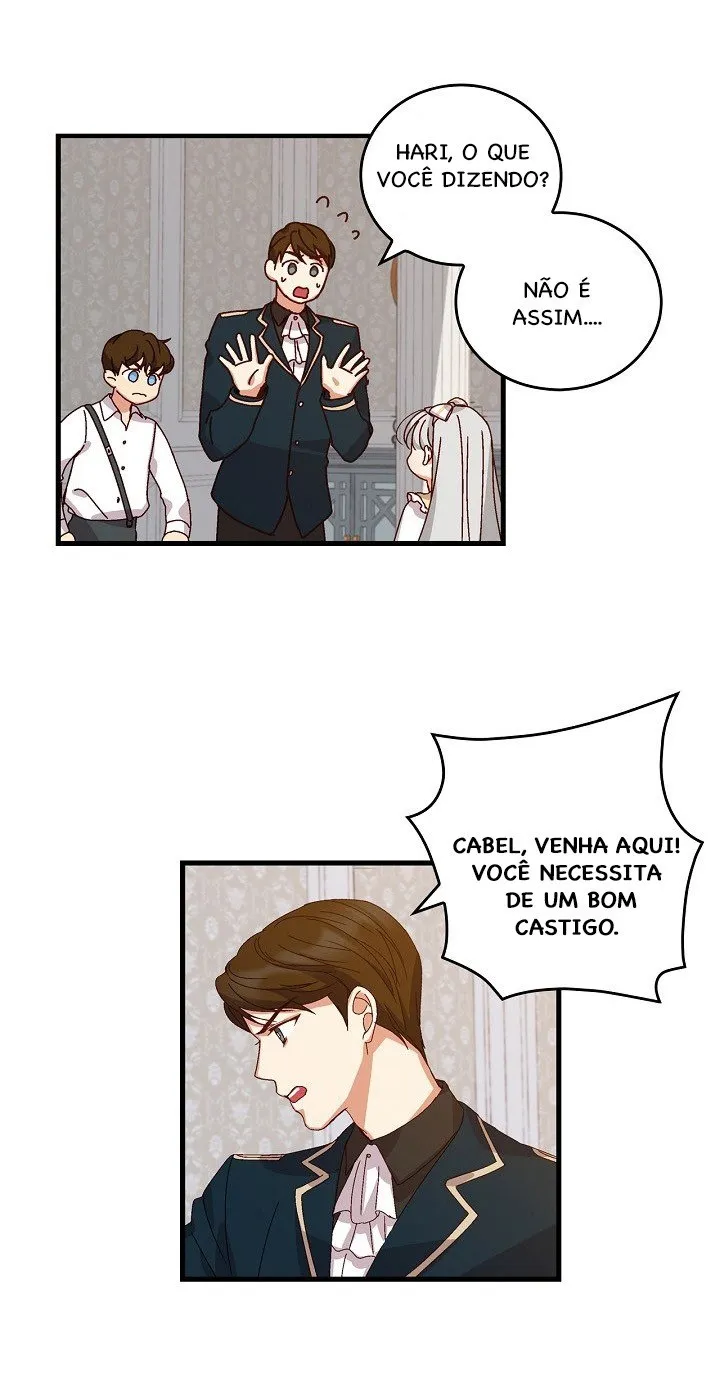 HARI, O QUE
VOCÊ DIZENDO?
NÃO É
ASSIM....
CABEL, VENHA AQUI!
VOCÊ NECESSITA
DE UM BOM
CASTIGO.